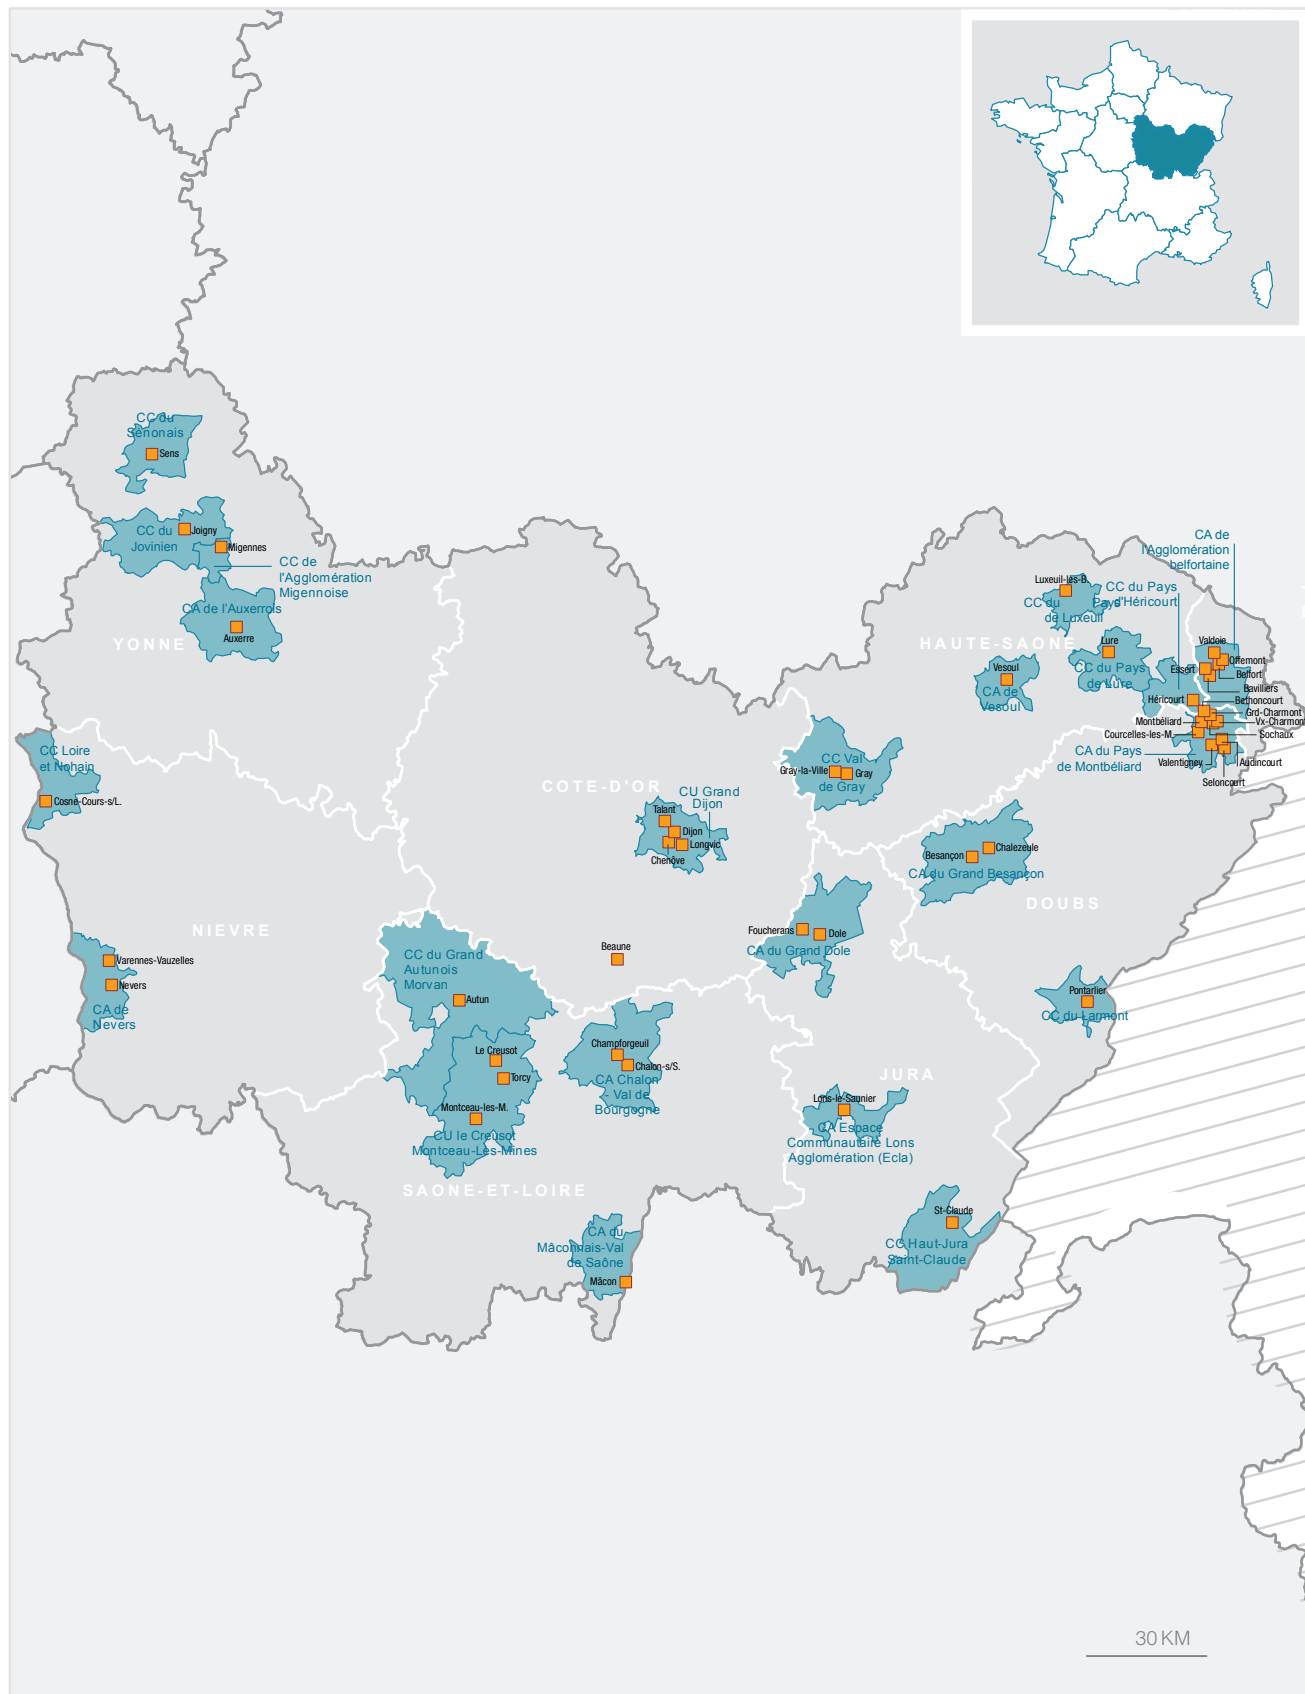 CC du
Sénonais
Sens
CC du
Jovinien
Joigny
Migennes
CC de
l'Agglomération
Migennoise
CA de l'Auxerrois
Auxerre
YONNE
CC Loire
et Nohain
Cosne-Cours-s/L.
NIEVRE
Varennes-Vauzelles
Nevers
CA de
Nevers
COTE-D'OR
CU Grand
Dijon
Talant
Dijon
Longvic
Chenôve
Beaune
CC du Grand
Autunois
Morvan
Autun
Le Creusot
Torcy
Montceau-les-M.
CU le Creusot
Montceau-Les-Mines
Champforgeuil
Chalon-s/S.
CA Chalon
- Val de
Bourgogne
SAONE-ET-LOIRE
CA du
Mâconnais-Val
de Saône
Mâcon
HAUTE-SAONE
Luxeuil-les-B.
CC du Pays
de Luxeuil
Lure
CC du Pays
de Lure
Vesoul
CA de
Vesoul
CC Val
de Gray
Gray-la-Ville
Gray
CC du Pays
d'Héricourt
CA de
l'Agglomération
belfortaine
Valdoie
Offemont
Essert
Belfort
Bavilliers
Héricourt
Bethoncourt
Grd-Charmont
Montbéliard
Vx-Charmont
Courcelles-les-M.
Sochaux
CA du Pays
de Montbéliard
Valentigney
Audincourt
Seloncourt
Besançon
Chalezeule
CA du Grand Besançon
DOUBS
Foucherans
Dole
CA du Grand Dole
Pontarlier
CC du Larmont
JURA
Lons-le-Saunier
CA Espace
Communautaire Lons
Agglomération (Ecla)
St-Claude
CC Haut-Jura
Saint-Claude
30 KM